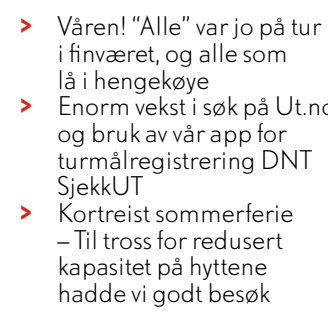 > Våren! “Alle” var jo på tur
i finværet, og alle som
lå i hengekøye
> Enorm vekst i søk på Ut.no
og bruk av vår app for
turmålregistrering DNT
SjekkUT
> Kortreist sommerferie
– Til tross for redusert
kapasitet på hyttene
hadde vi godt besøk